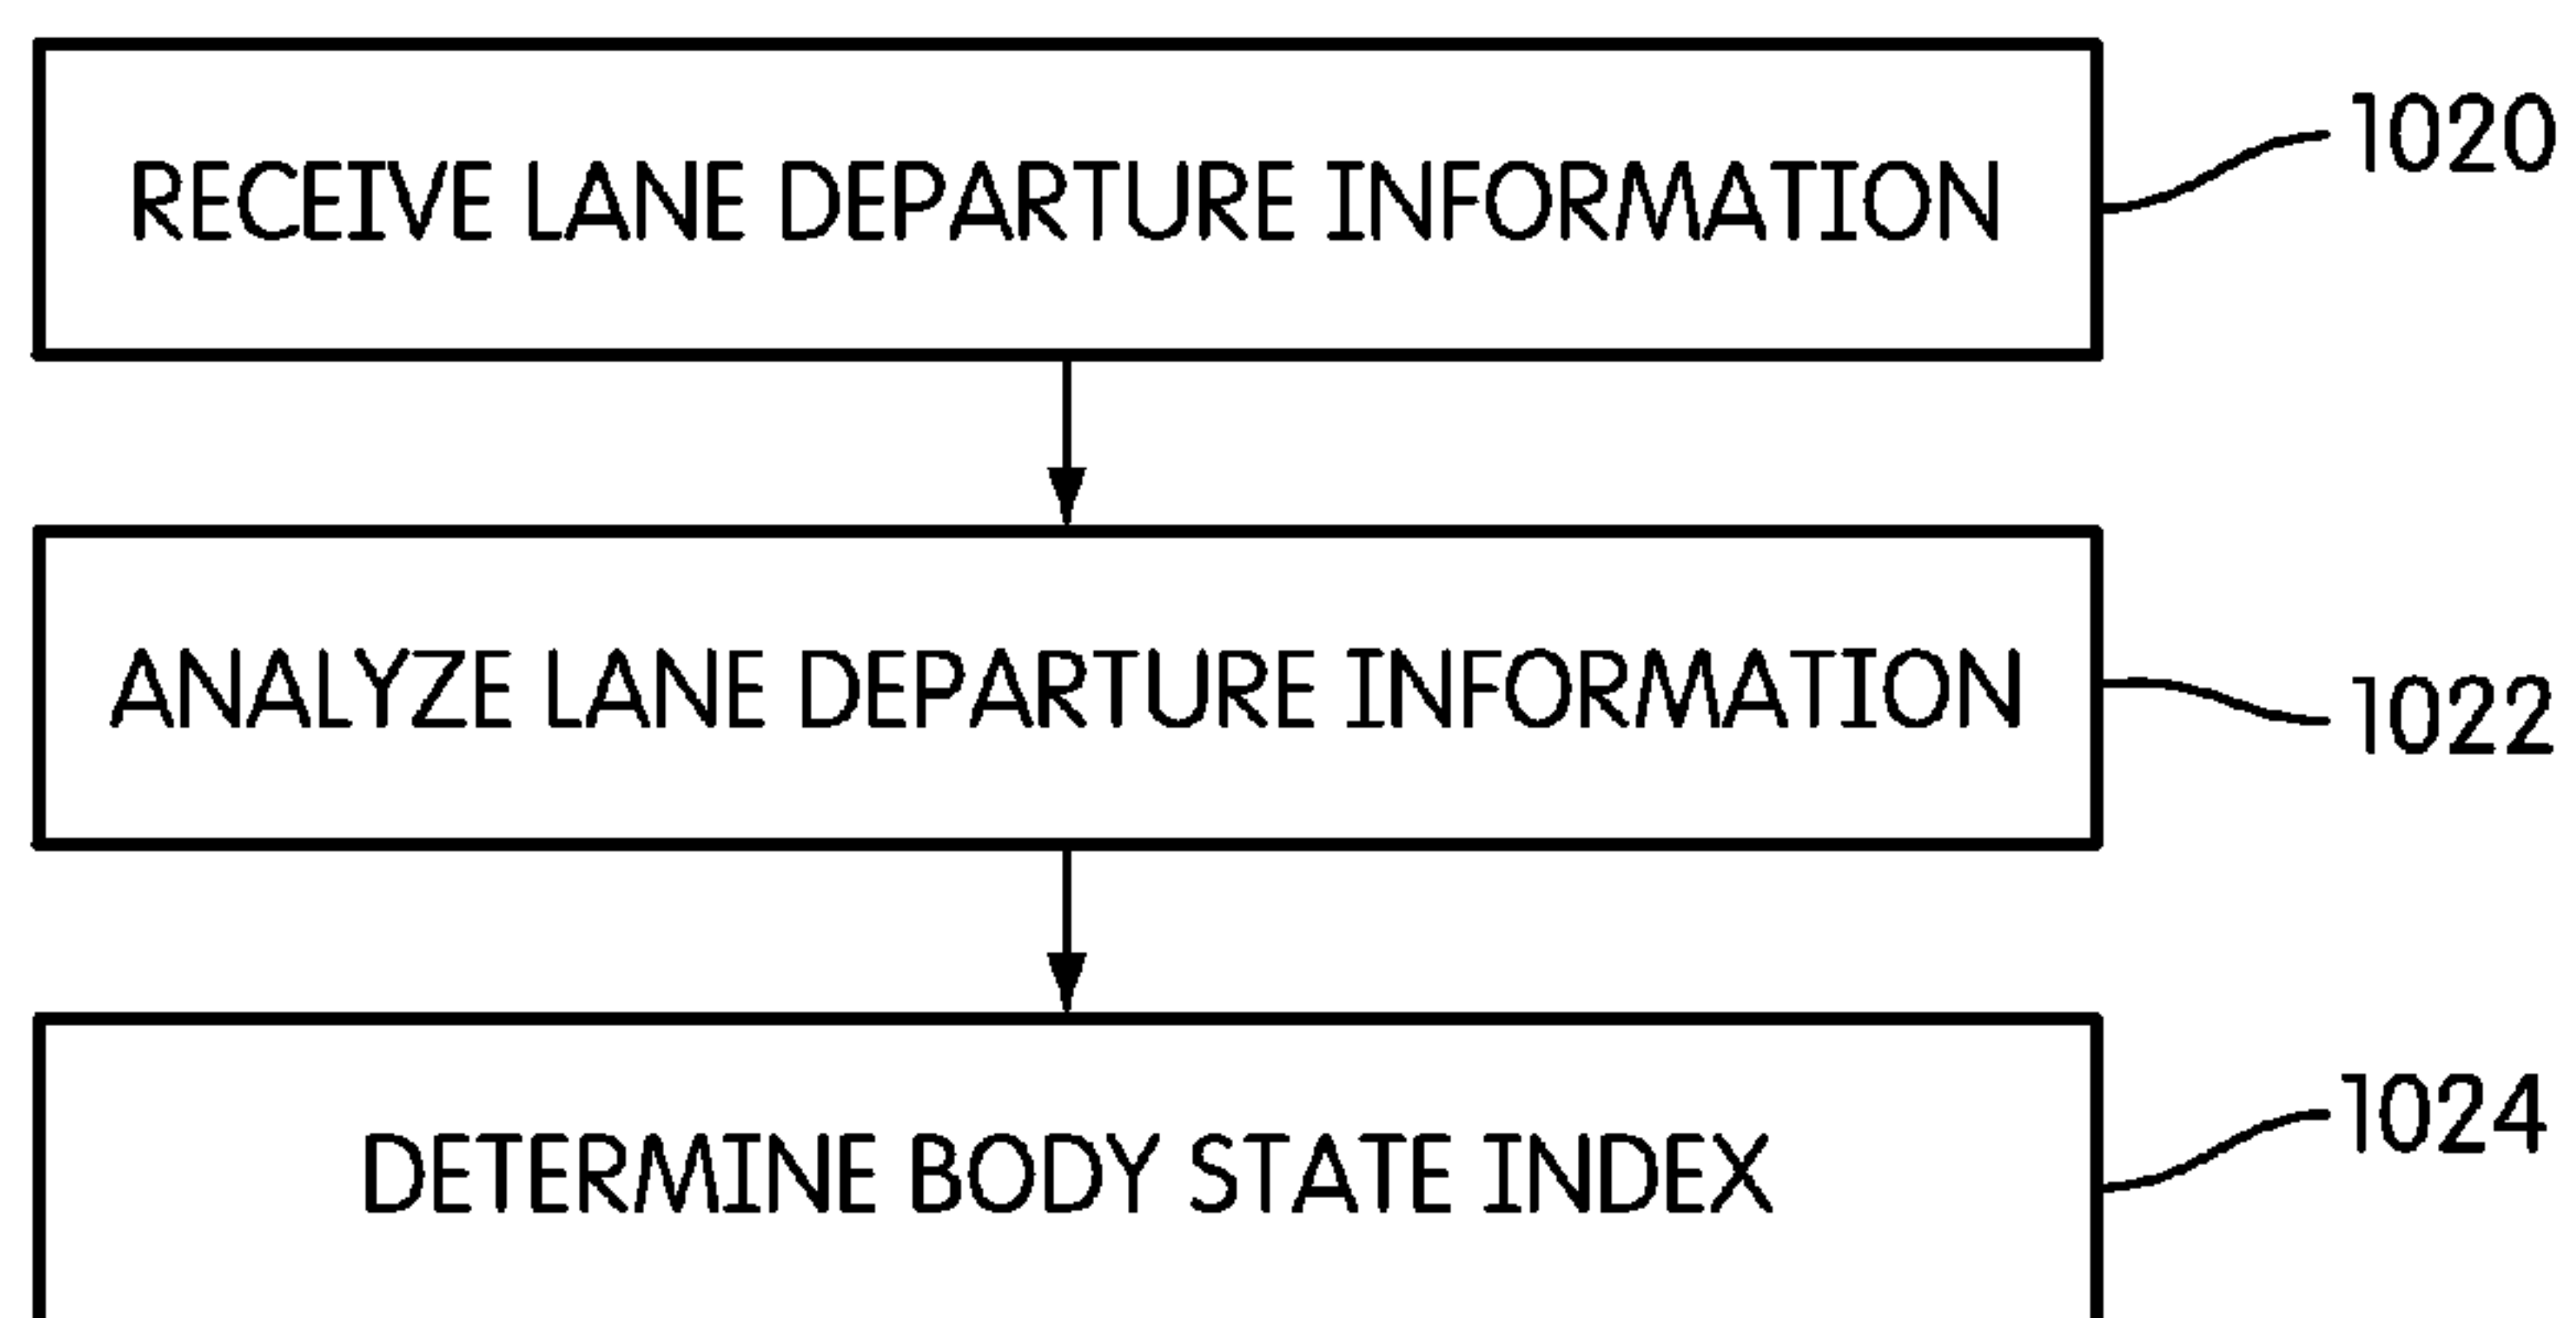 RECEIVE LANE DEPARTURE INFORMATION
1020
ANALYZE LANE DEPARTURE INFORMATION
1022
DETERMINE BODY STATE INDEX
1024